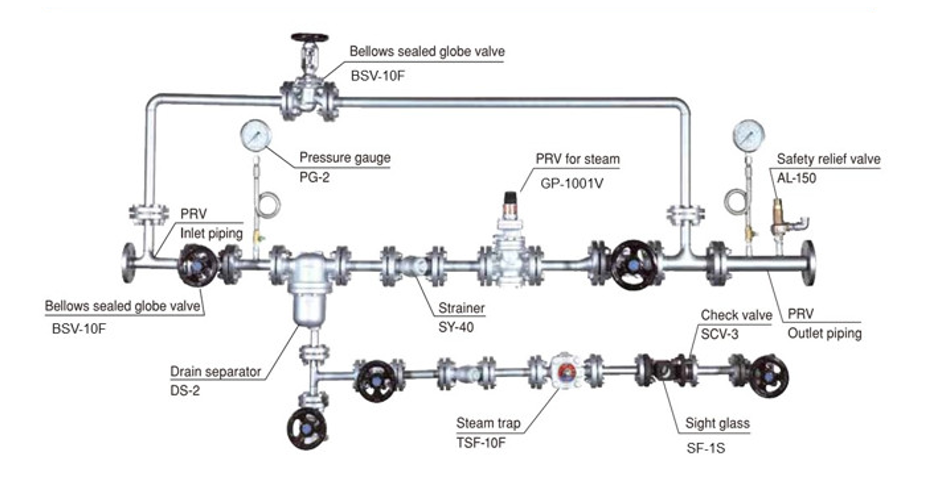 Bellows sealed globe valve
BSV-10F
Pressure gauge
PG-2
PRV for steam
GP-1001V
Safety relief valve
AL-150
PRV
Inlet piping
Bellows sealed globe valve
BSV-10F
Strainer
SY-40
Check valve
SCV-3
PRV
Outlet piping
Drain separator
DS-2
Steam trap
TSF-10F
Sight glass
SF-1S